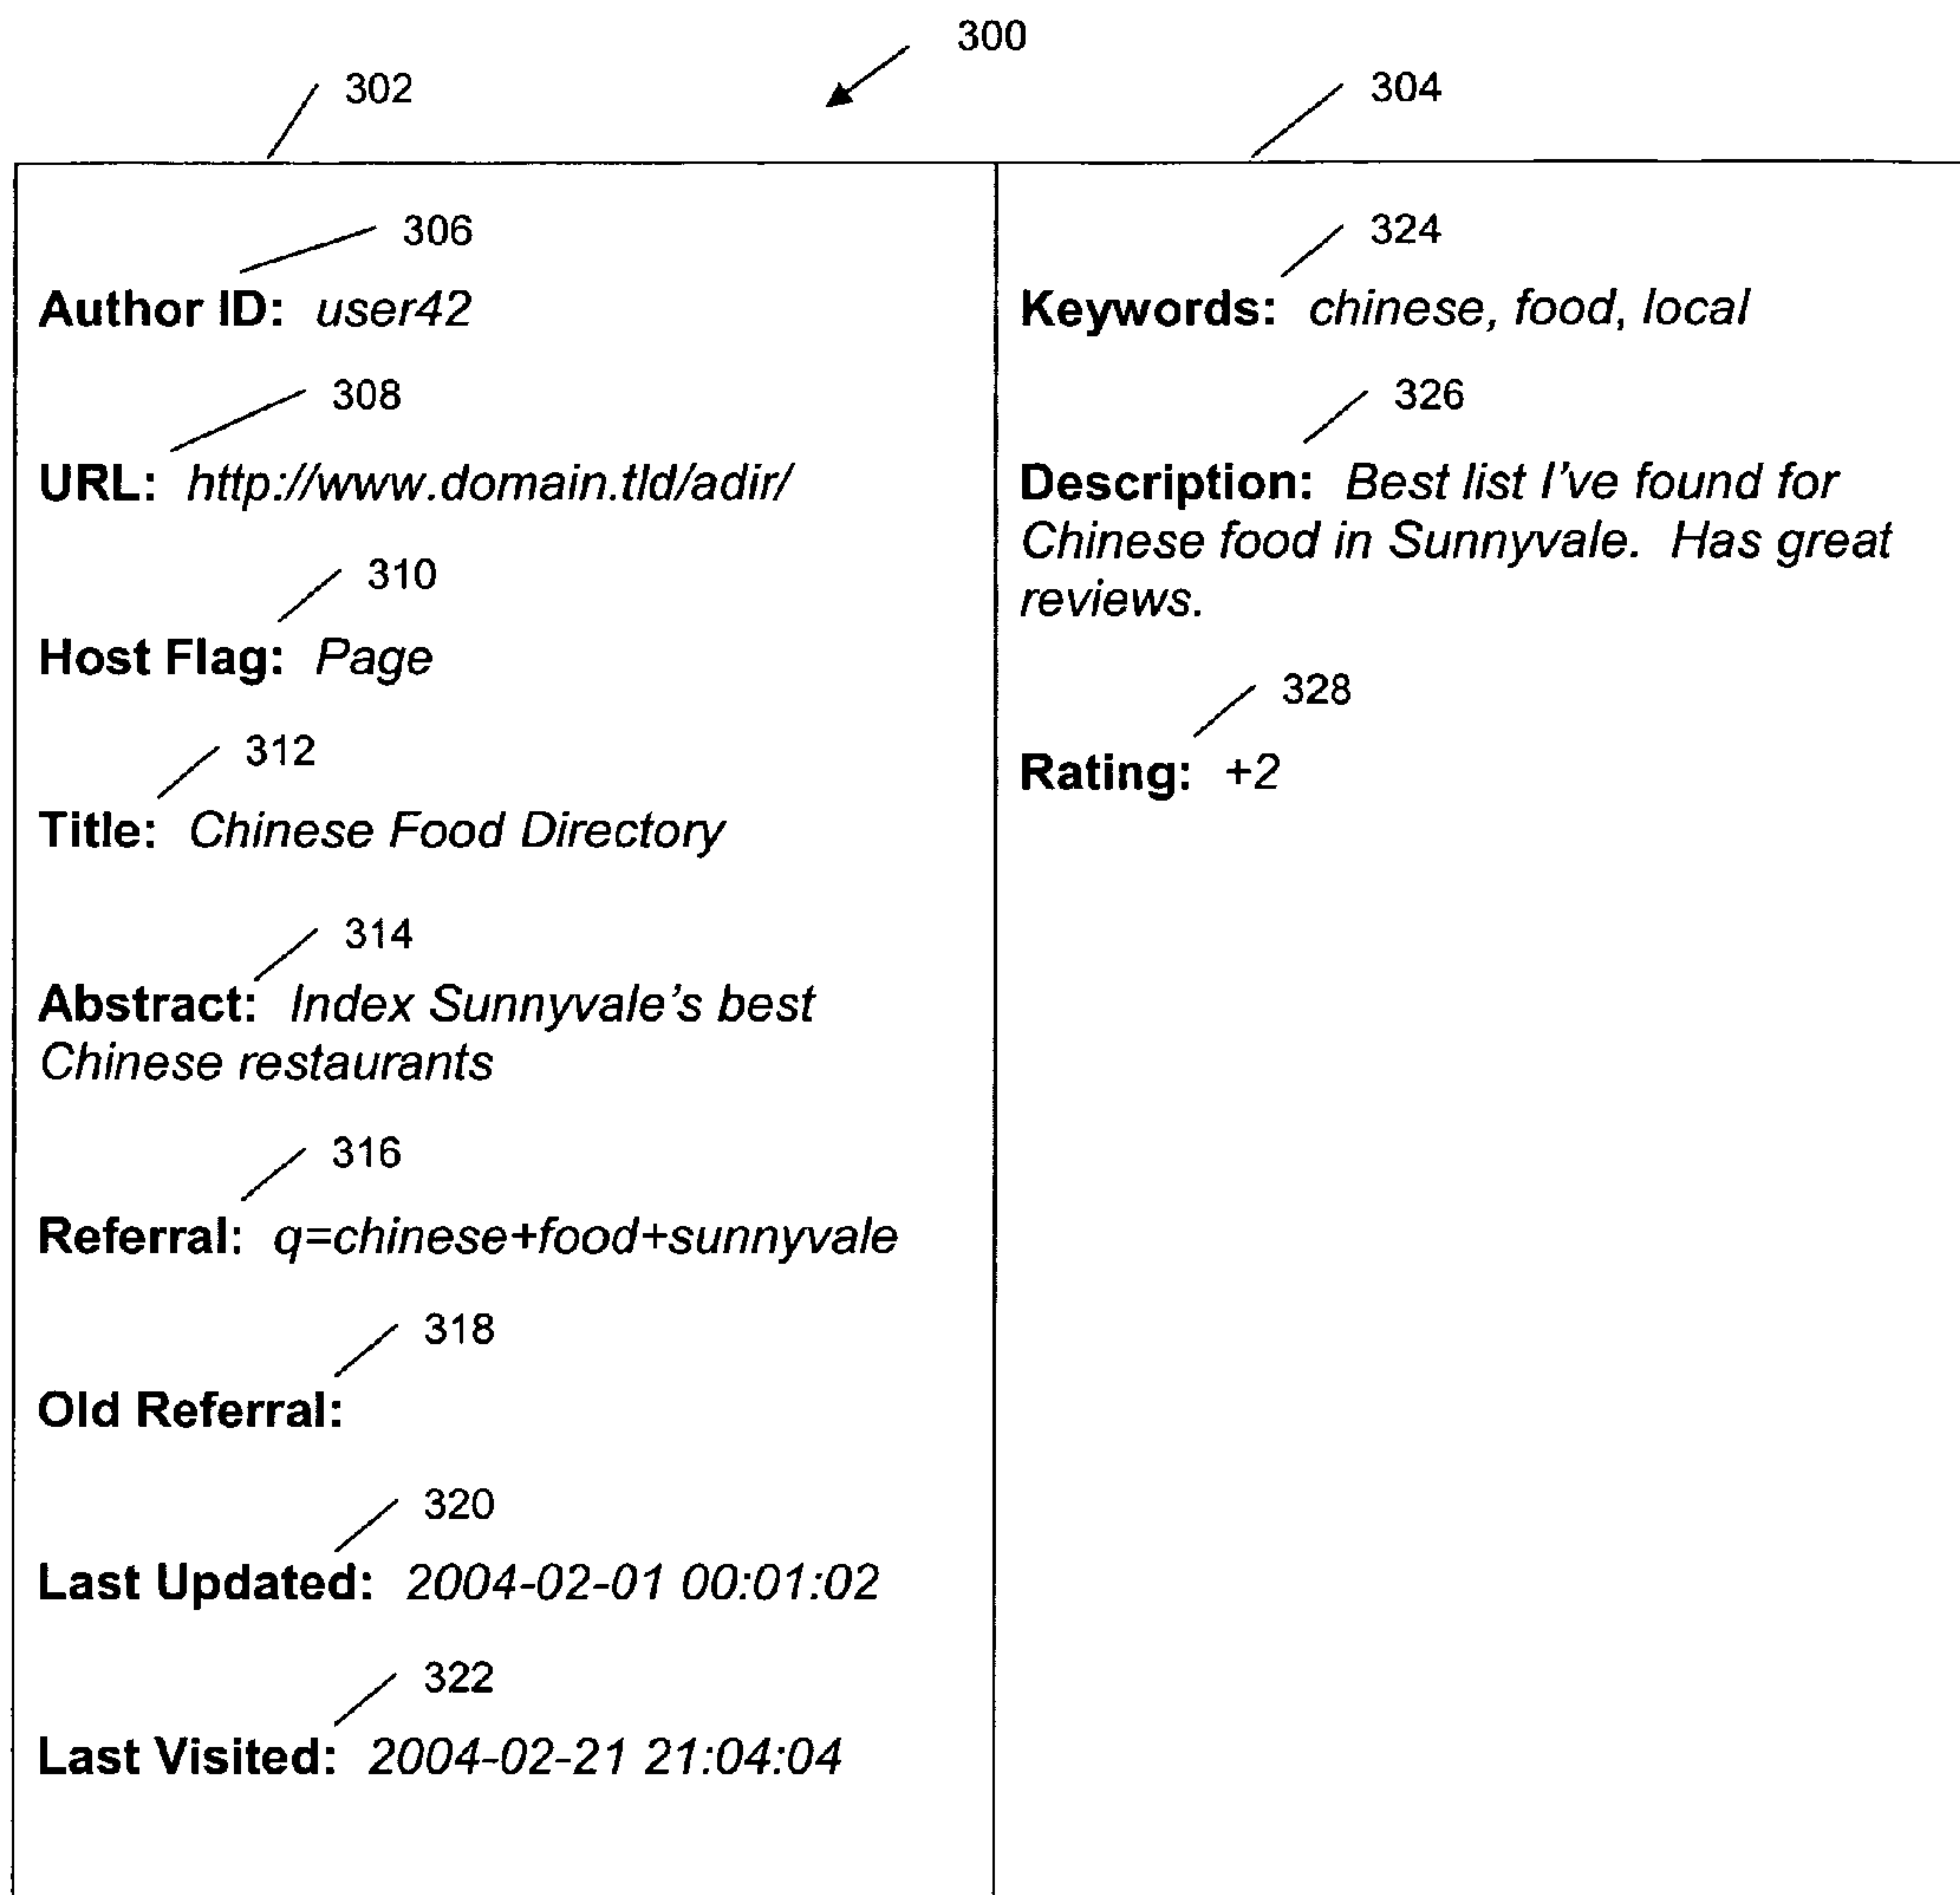 300
302
304
306
Author ID: user42
308
URL: http://www.domain.tld/adir/
310
Host Flag: Page
312
Title: Chinese Food Directory
314
Abstract: Index Sunnyvale's best
Chinese restaurants
316
Referral: q=chinese+food+sunnyvale
318
Old Referral:
320
Last Updated: 2004-02-01 00:01:02
322
Last Visited: 2004-02-21 21:04:04
324
Keywords: chinese, food, local
326
Description: Best list I've found for
Chinese food in Sunnyvale. Has great
reviews.
328
Rating: +2